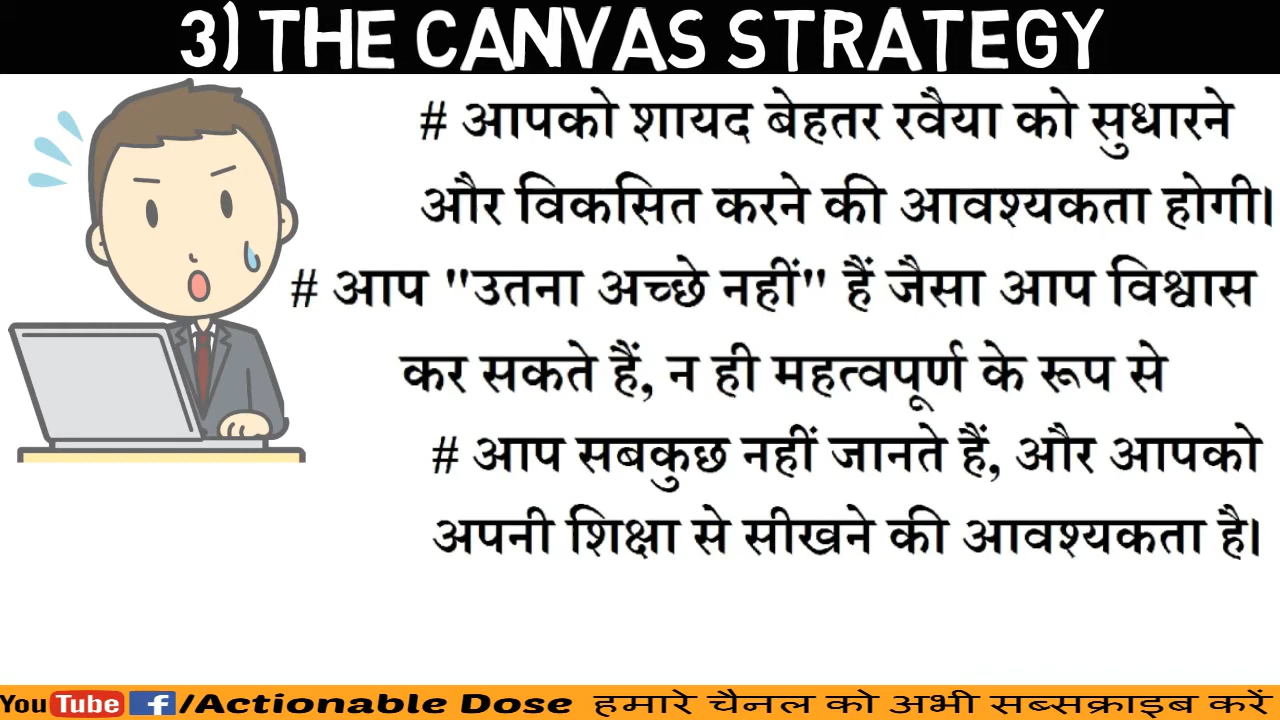 3) THE CANVAS STRATEGY
# आपको शायद बेहतर रवैया को सुधारने
और विकसित करने की आवश्यकता होगी।
# आप "उतना अच्छे नहीं" हैं जैसा आप विश्वास
कर सकते हैं, न ही महत्वपूर्ण के रूप से
# आप सबकुछ नहीं जानते हैं, और आपको
अपनी शिक्षा से सीखने की आवश्यकता है।
YouTube f /Actionable Dose हमारे चैनल को अभी सब्सक्राइब करें